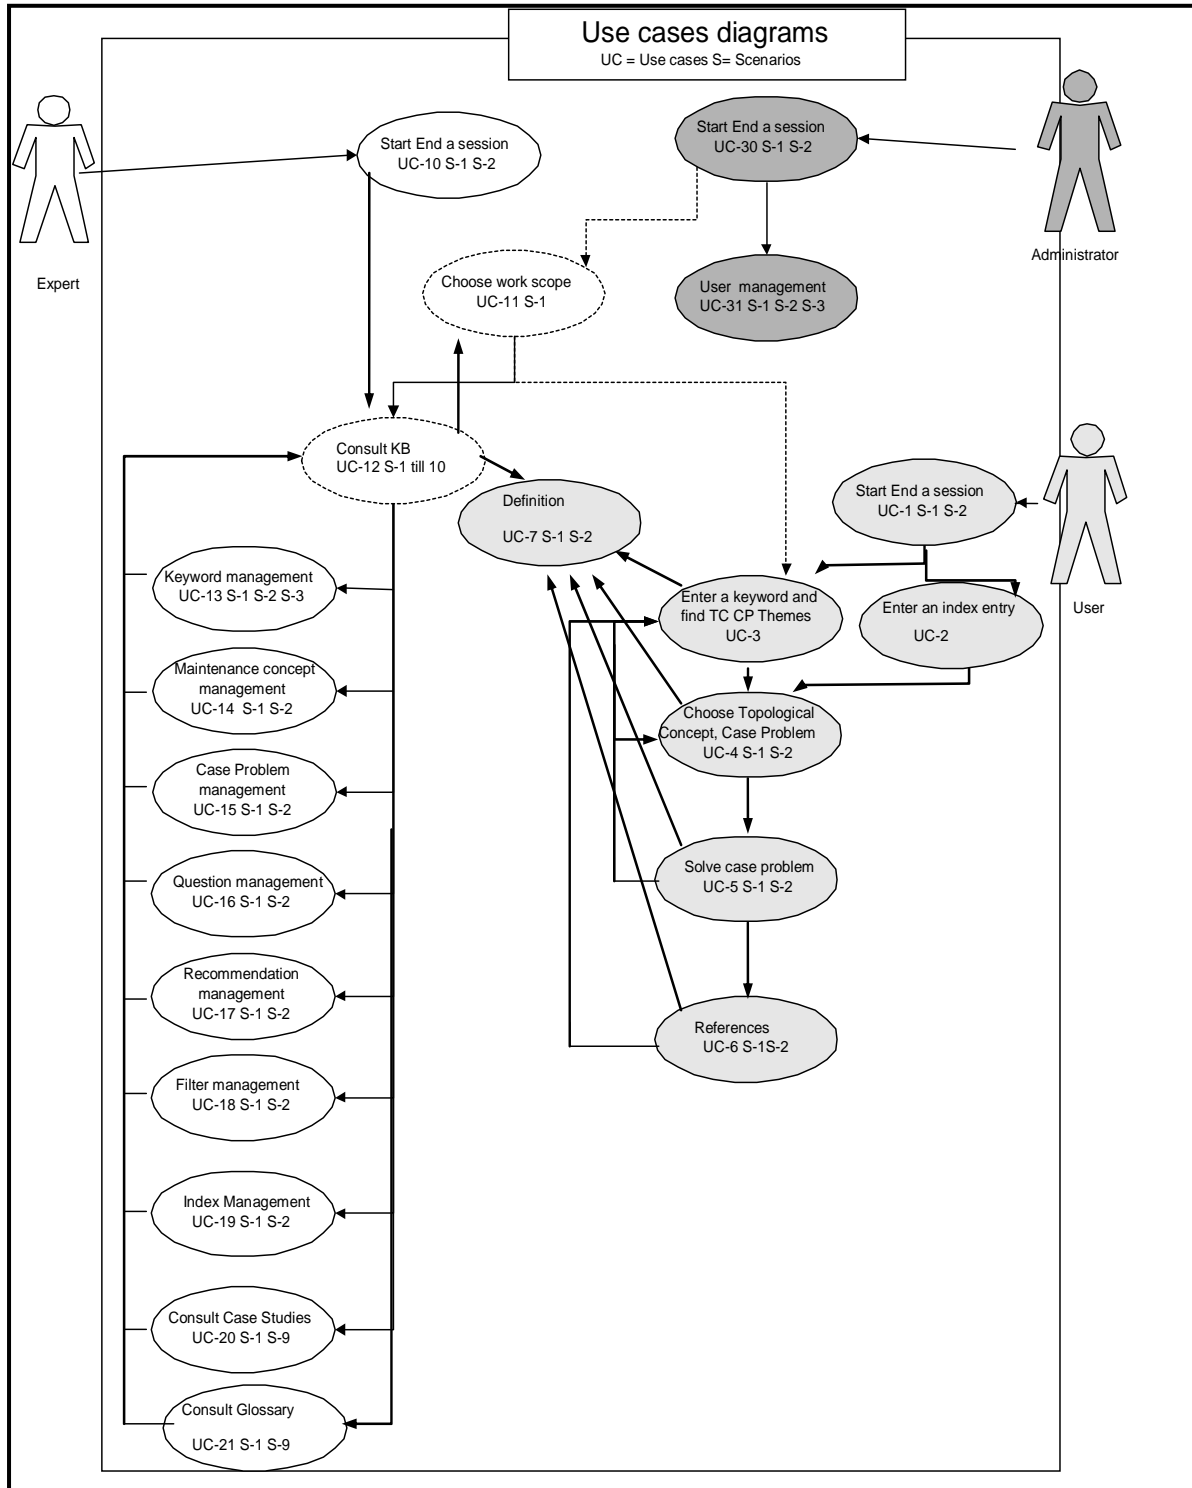 Use cases diagrams
UC = Use cases S= Scenarios
Start End a session
UC-10 S-1 S-2
Start End a session
UC-30 S-1 S-2
Expert
Administrator
Choose work scope
UC-11 S-1
User management
UC-31 S-1 S-2 S-3
Consult KB
UC-12 S-1 till 10
Definition
UC-7 S-1 S-2
Start End a session
UC-1 S-1 S-2
User
Keyword management
UC-13 S-1 S-2 S-3
Enter a keyword and
find TC CP Themes
UC-3
Enter an index entry
UC-2
Maintenance concept
management
UC-14 S-1 S-2
Choose Topological
Concept, Case Problem
UC-4 S-1 S-2
Case Problem
management
UC-15 S-1 S-2
Question management
UC-16 S-1 S-2
Solve case problem
UC-5 S-1 S-2
Recommendation
management
UC-17 S-1 S-2
References
UC-6 S-1S-2
Filter management
UC-18 S-1 S-2
Index Management
UC-19 S-1 S-2
Consult Case Studies
UC-20 S-1 S-9
Consult Glossary
UC-21 S-1 S-9